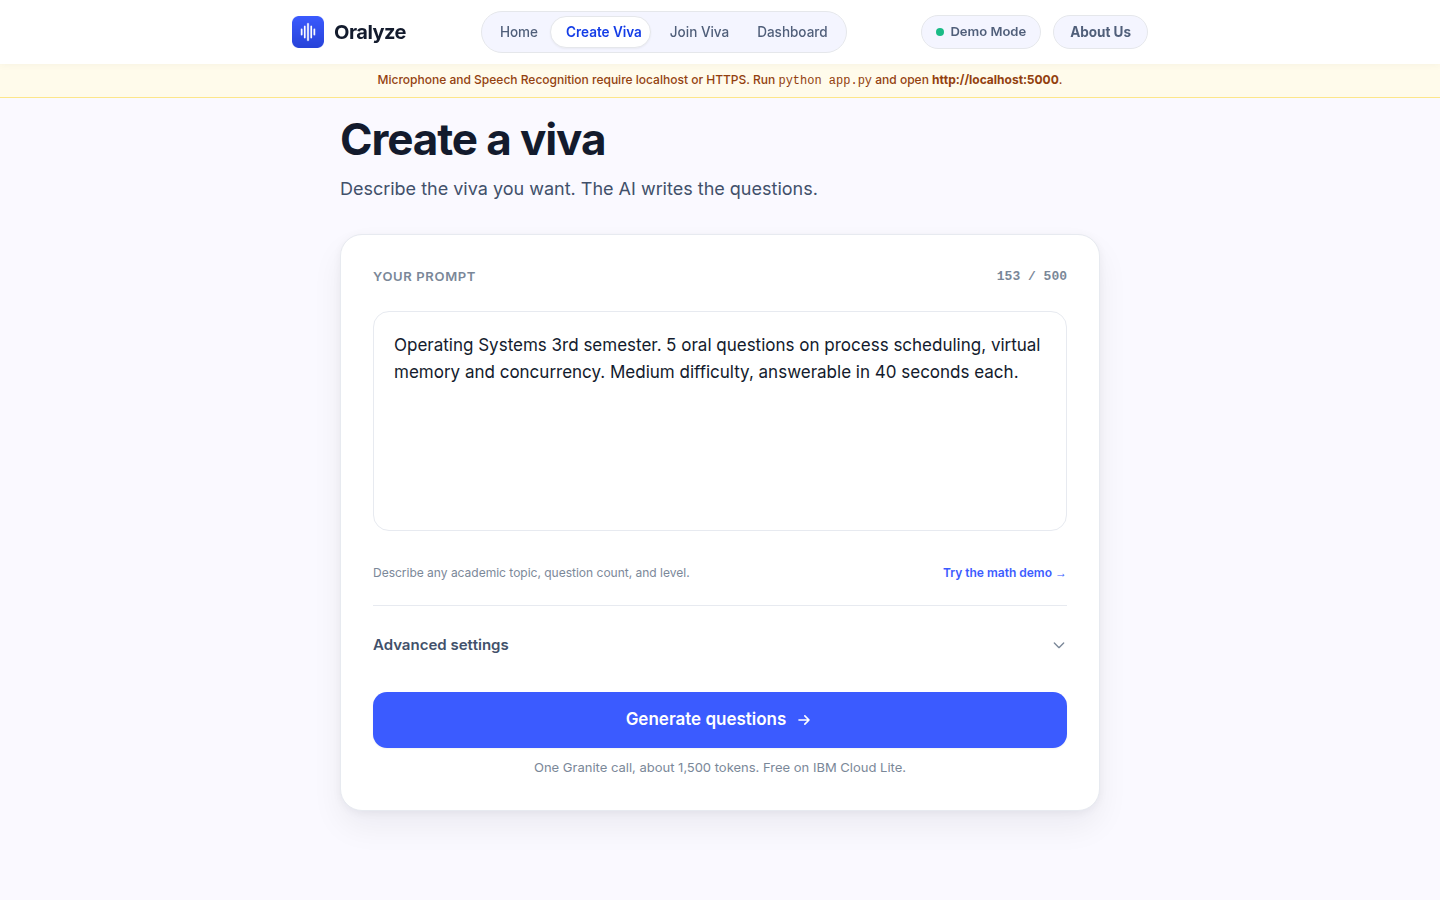 Oralyze
Home
Create Viva
Join Viva
Dashboard
Demo Mode
About Us
Microphone and Speech Recognition require localhost or HTTPS. Run python app.py and open http://localhost:5000.
Create a viva
Describe the viva you want. The AI writes the questions.
YOUR PROMPT
153 / 500
Operating Systems 3rd semester. 5 oral questions on process scheduling, virtual
memory and concurrency. Medium difficulty, answerable in 40 seconds each.
Describe any academic topic, question count, and level.
Try the math demo →
Advanced settings
Generate questions →
One Granite call, about 1,500 tokens. Free on IBM Cloud Lite.